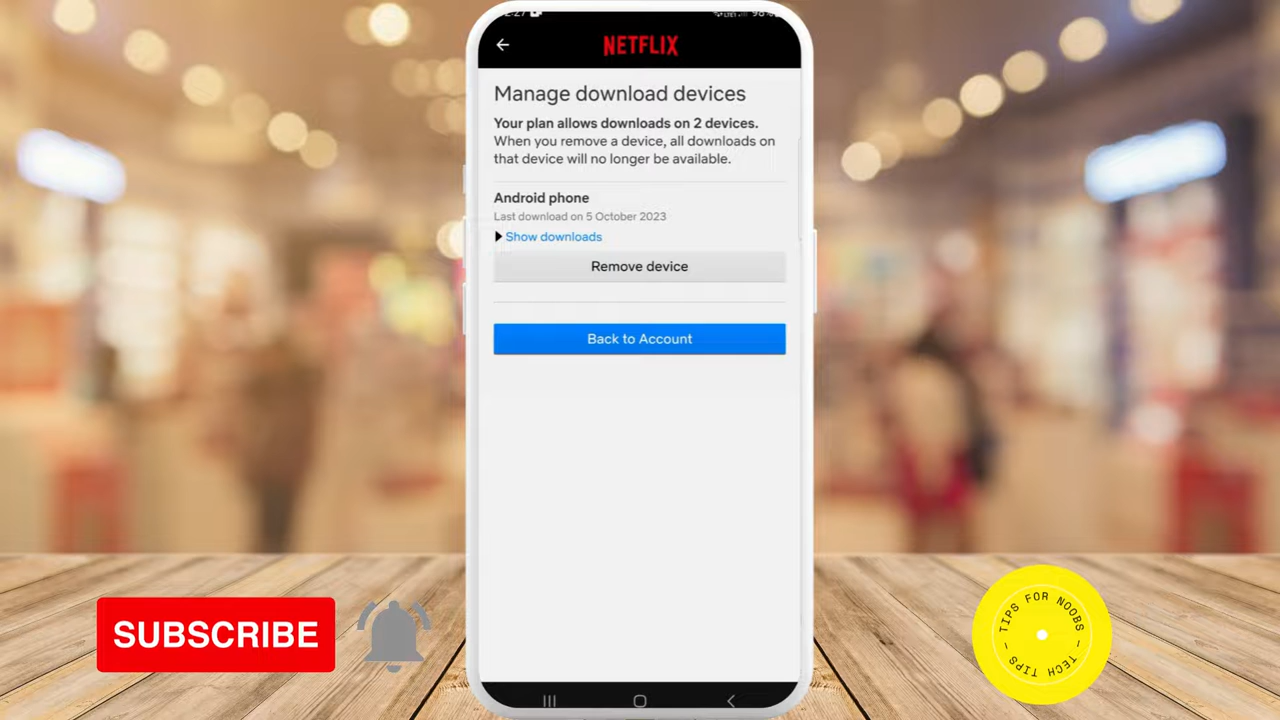 NETFLIX
Manage download devices
Your plan allows downloads on 2 devices.
When you remove a device, all downloads on
that device will no longer be available.
Android phone
Last download on 5 October 2023
Show downloads
Remove device
Back to Account
SUBSCRIBE
TIPS FOR NOOBS - TECH TIPS -